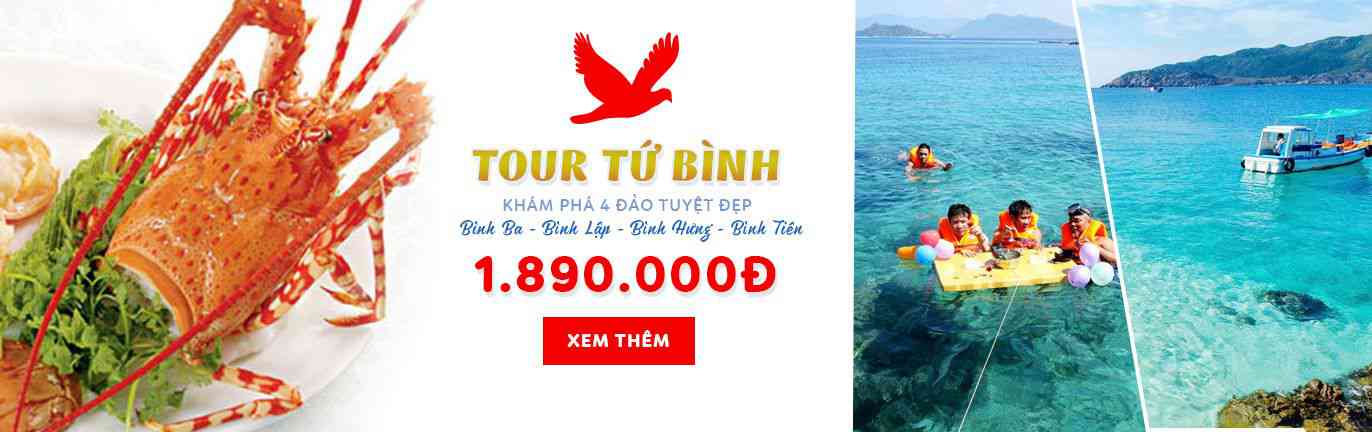 TOUR TỨ BÌNH
KHÁM PHÁ 4 ĐẢO TUYỆT ĐẸP
Bình Ba - Bình Lập - Bình Hưng - Bình Tiên
1.890.000Đ
XEM THÊM